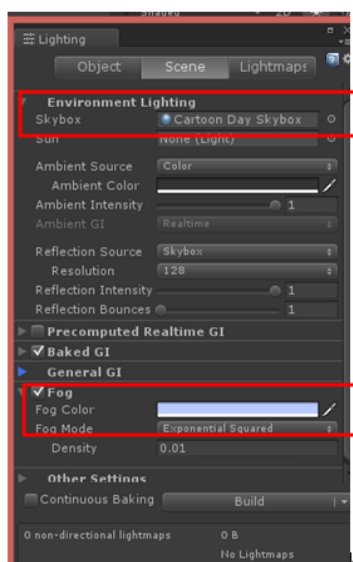 Shaded 2D
Lighting
Object Scene Lightmaps
Environment Lighting
Skybox Cartoon Day Skybox
Sun None (Light)
Ambient Source Color
Ambient Color
Ambient Intensity 1
Ambient GI Realtime
Reflection Source Skybox
Resolution 128
Reflection Intensity 1
Reflection Bounces 1
Precomputed Realtime GI
Baked GI
General GI
Fog
Fog Color
Fog Mode Exponential Squared
Density 0.01
Other Settings
Continuous Baking Build
0 non-directional lightmaps 0 B
No Lightmaps